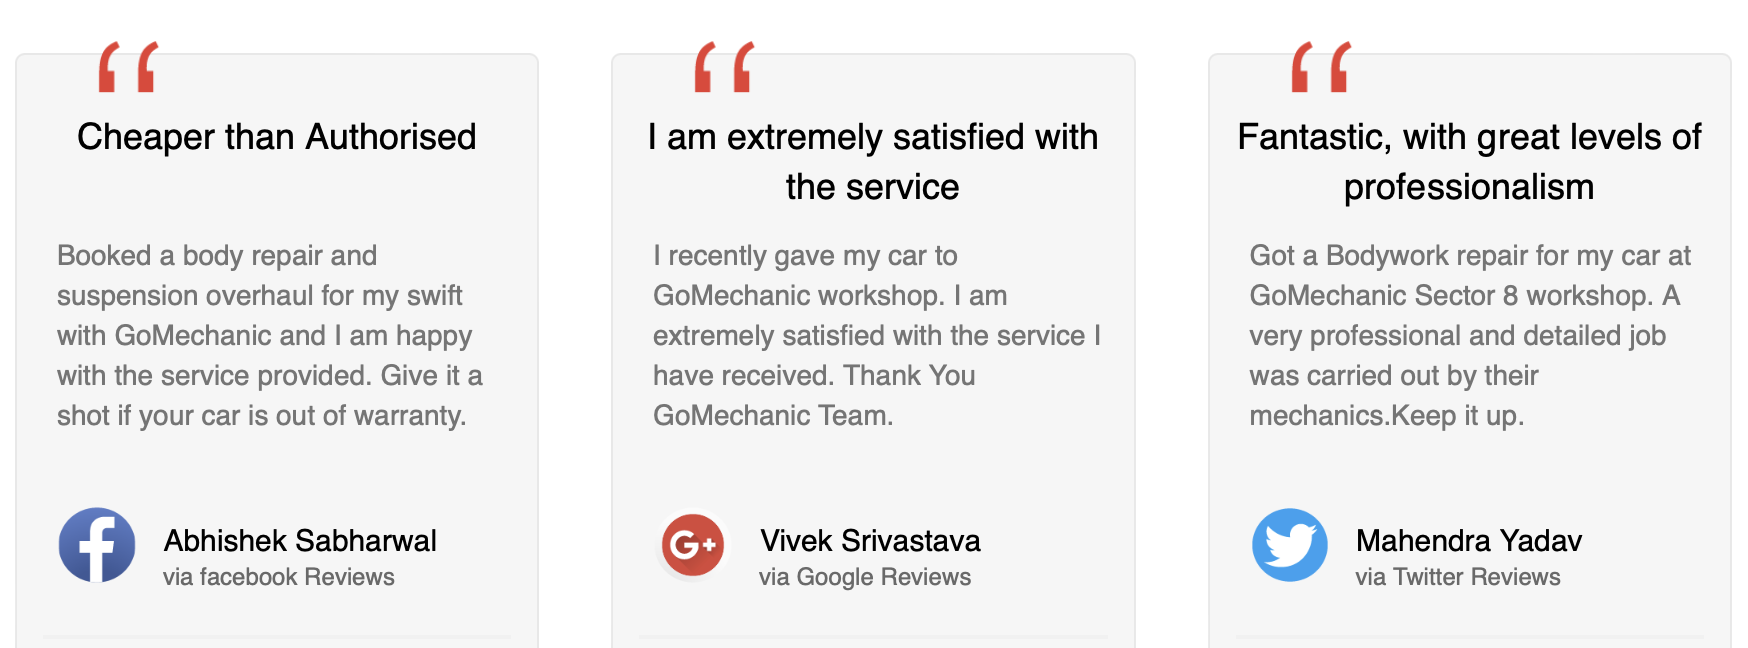 Cheaper than Authorised
Booked a body repair and
suspension overhaul for my swift
with GoMechanic and I am happy
with the service provided. Give it a
shot if your car is out of warranty.
Abhishek Sabharwal
via facebook Reviews
I am extremely satisfied with
the service
I recently gave my car to
GoMechanic workshop. I am
extremely satisfied with the service I
have received. Thank You
GoMechanic Team.
G+
Vivek Srivastava
via Google Reviews
Fantastic, with great levels of
professionalism
Got a Bodywork repair for my car at
GoMechanic Sector 8 workshop. A
very professional and detailed job
was carried out by their
mechanics.Keep it up.
Mahendra Yadav
via Twitter Reviews